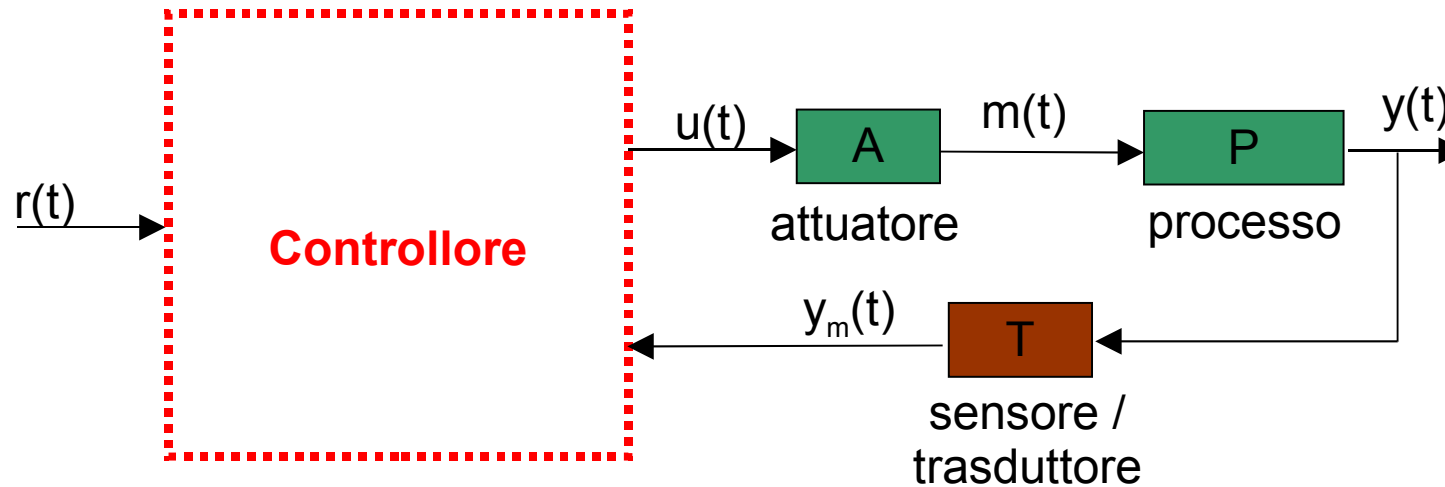 r(t)
Controllore
u(t)
A
attuatore
m(t)
P
processo
y(t)
yₘ(t)
T
sensore /
trasduttore